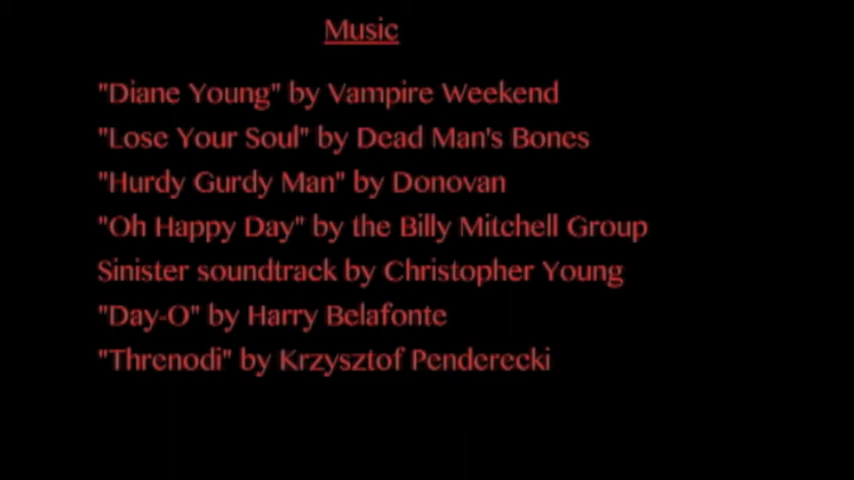 Music
"Diane Young" by Vampire Weekend
"Lose Your Soul" by Dead Man's Bones
"Hurdy Gurdy Man" by Donovan
"Oh Happy Day" by the Billy Mitchell Group
Sinister soundtrack by Christopher Young
"Day-O" by Harry Belafonte
"Threnodi" by Krzysztof Penderecki